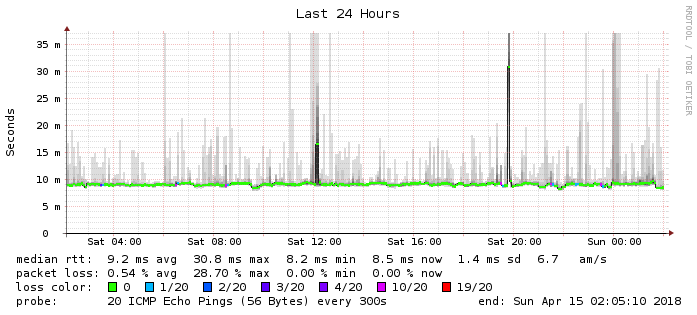 Last 24 Hours
RRDTOOL / TOBI OETIKER
Seconds
35 m
30 m
25 m
20 m
15 m
10 m
5 m
0
Sat 04:00 Sat 08:00 Sat 12:00 Sat 16:00 Sat 20:00 Sun 00:00
median rtt: 9.2 ms avg 30.8 ms max 8.2 ms min 8.5 ms now 1.4 ms sd 6.7 am/s
packet loss: 0.54 % avg 28.70 % max 0.00 % min 0.00 % now
loss color: 0 1/20 2/20 3/20 4/20 10/20 19/20
probe: 20 ICMP Echo Pings (56 Bytes) every 300s end: Sun Apr 15 02:05:10 2018